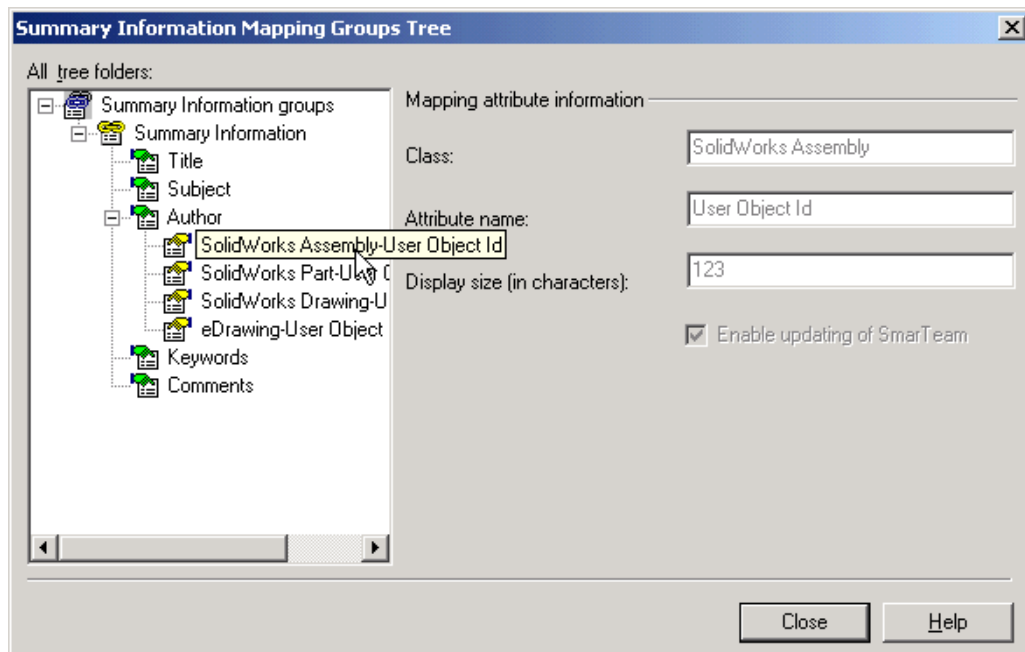 Summary Information Mapping Groups Tree
All tree folders:
Summary Information groups
Summary Information
Title
Subject
Author
SolidWorks Assembly-User Object Id
SolidWorks Part-User O
SolidWorks Drawing-U
eDrawing-User Object
Keywords
Comments
Mapping attribute information
Class:
SolidWorks Assembly
Attribute name:
User Object Id
Display size (in characters):
123
Enable updating of SmarTeam
Close
Help